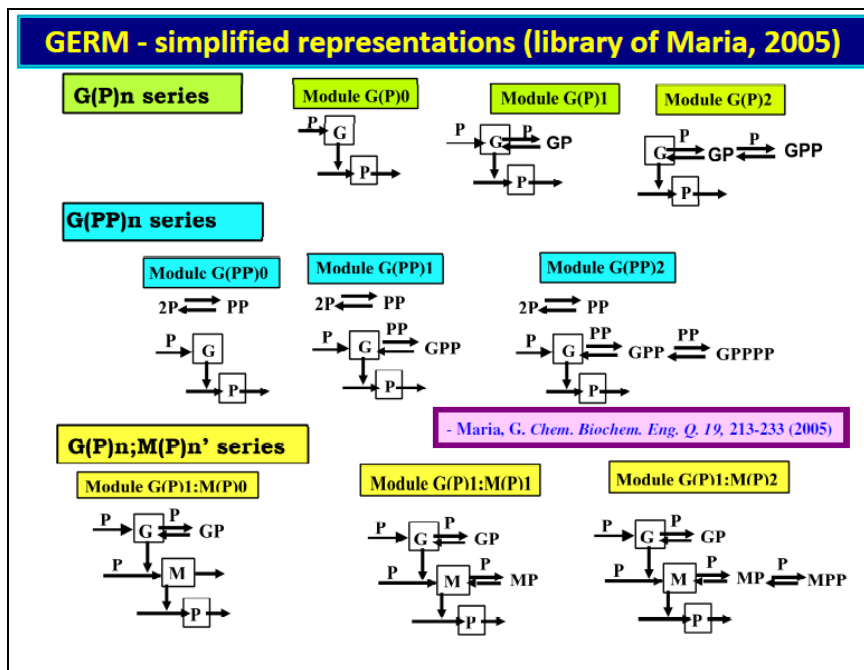 GERM - simplified representations (library of Maria, 2005)
G(P)n series
Module G(P)0
Module G(P)1
Module G(P)2
P G
P
P G P GP
P
G P GP P GPP
P
G(PP)n series
Module G(PP)0
Module G(PP)1
Module G(PP)2
2P PP
2P PP
2P PP
P G
P
P G PP GPP
P
P G PP GPP PP GPPPP
P
- Maria, G. Chem. Biochem. Eng. Q. 19, 213-233 (2005)
G(P)n;M(P)n' series
Module G(P)1:M(P)0
Module G(P)1:M(P)1
Module G(P)1:M(P)2
P G P GP
P M
P
P G P GP
P M P MP
P
P G P GP
P M P MP P MPP
P